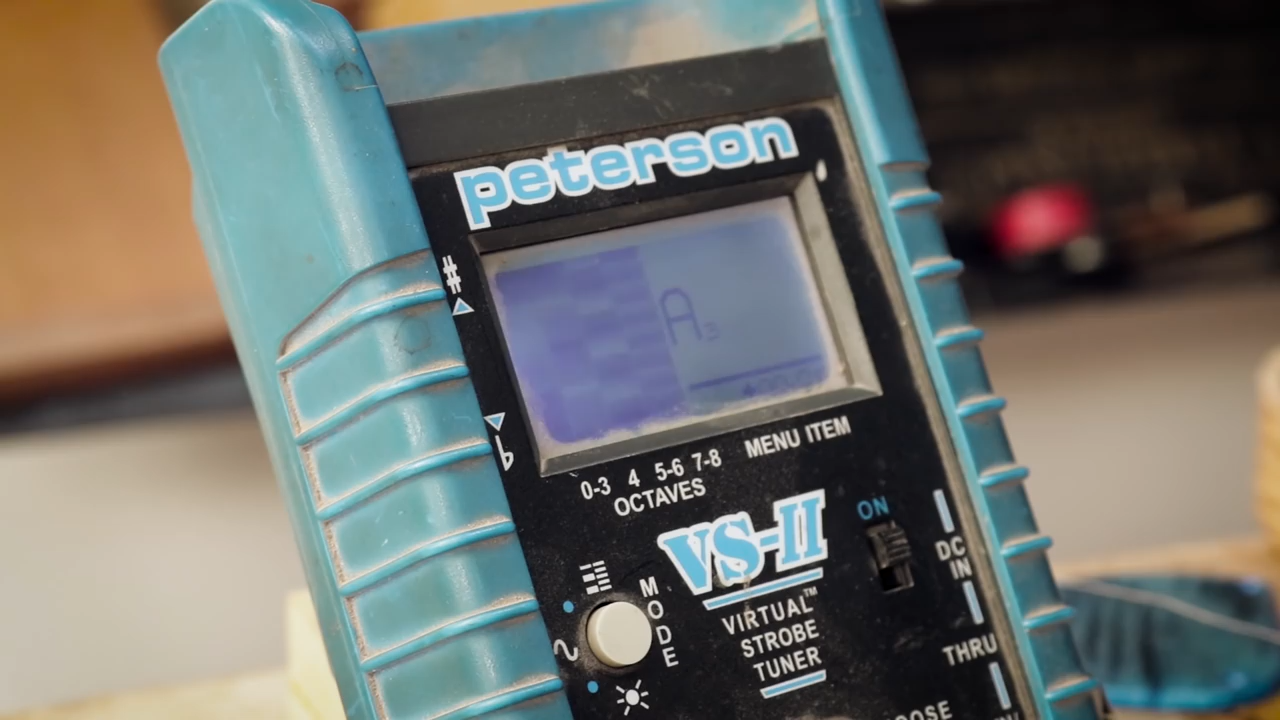 peterson
#
A3
b
0-3 4 5-6 7-8
OCTAVES
MENU ITEM
VS-II
VIRTUAL™
STROBE
TUNER
MODE
ON
DC
IN
THRU